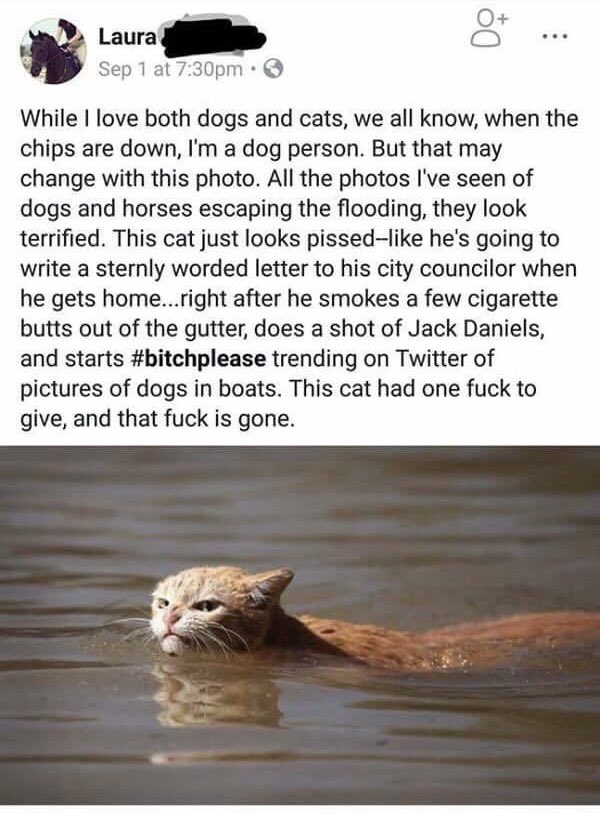 Laura
Sep 1 at 7:30pm ·
While I love both dogs and cats, we all know, when the
chips are down, I'm a dog person. But that may
change with this photo. All the photos I've seen of
dogs and horses escaping the flooding, they look
terrified. This cat just looks pissed--like he's going to
write a sternly worded letter to his city councilor when
he gets home...right after he smokes a few cigarette
butts out of the gutter, does a shot of Jack Daniels,
and starts #bitchplease trending on Twitter of
pictures of dogs in boats. This cat had one fuck to
give, and that fuck is gone.